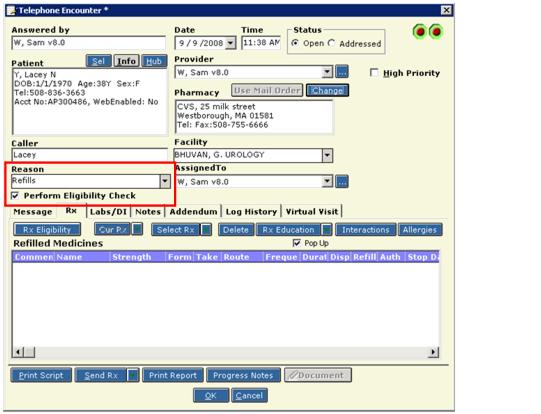 Telephone Encounter *
Answered by
W, Sam v8.0
Date
9 / 9 /2008
Time
11:38 AM
Status
Open
Addressed
Patient
Sel
Info
Hub
Y, Lacey N
DOB:1/1/1970 Age:38Y Sex:F
Tel:508-836-3663
Acct No:AP300486, WebEnabled: No
Provider
W, Sam v8.0
...
High Priority
Pharmacy
Use Mail Order
Change
CVS, 25 milk street
Westborough, MA 01581
Tel: Fax:508-755-6666
Caller
Lacey
Facility
BHUVAN, G. UROLOGY
Reason
Refills
AssignedTo
W, Sam v8.0
...
Perform Eligibility Check
Message
Rx
Labs/DI
Notes
Addendum
Log History
Virtual Visit
Rx Eligibility
Cur Rx
Select Rx
Delete
Rx Education
Interactions
Allergies
Refilled Medicines
Pop Up
Commen Name Strength Form Take Route Freque Durat Disp Refill Auth Stop Da
Print Script
Send Rx
Print Report
Progress Notes
Document
OK
Cancel